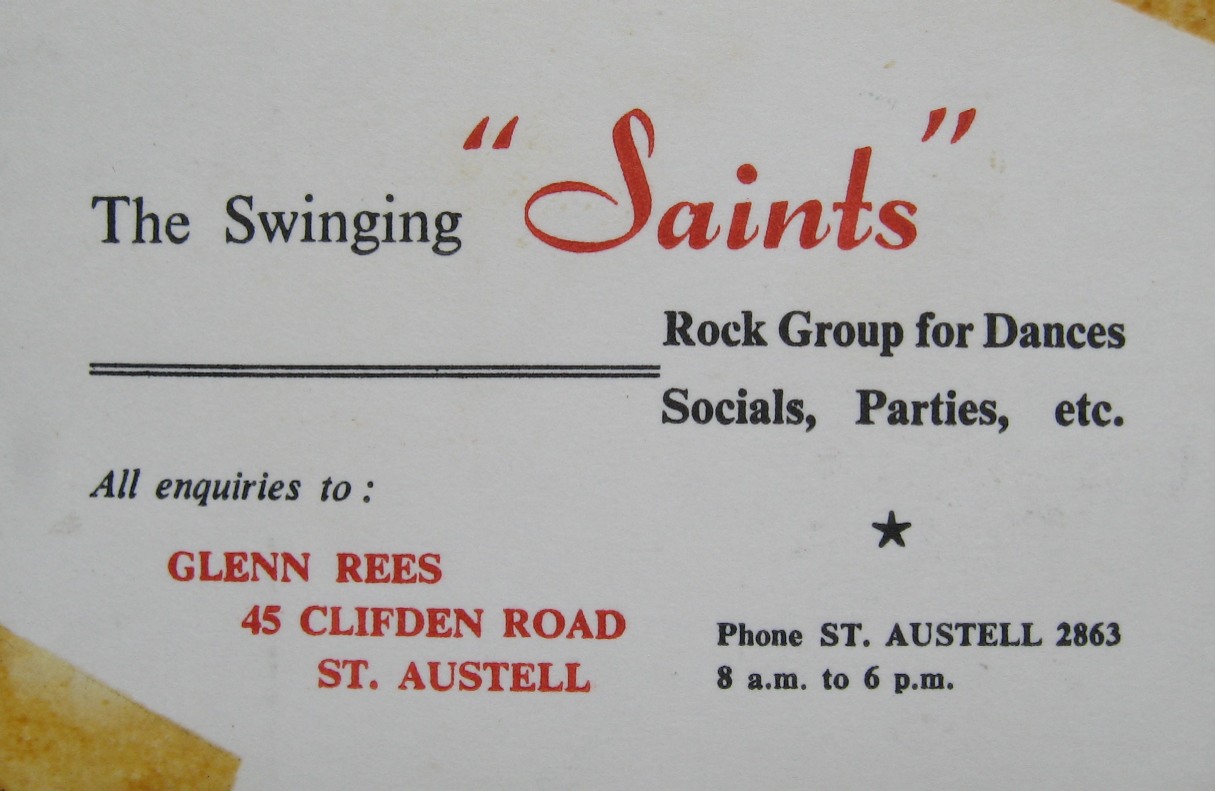 The Swinging “Saints”
Rock Group for Dances
Socials, Parties, etc.
All enquiries to :
GLENN REES
45 CLIFDEN ROAD
ST. AUSTELL
Phone ST. AUSTELL 2863
8 a.m. to 6 p.m.